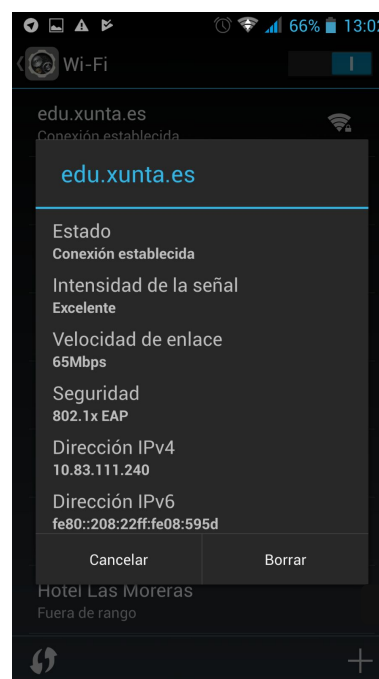 66% 13:02
Wi-Fi
edu.xunta.es
Conexión establecida
edu.xunta.es
Estado
Conexión establecida
Intensidad de la señal
Excelente
Velocidad de enlace
65Mbps
Seguridad
802.1x EAP
Dirección IPv4
10.83.111.240
Dirección IPv6
fe80::208:22ff:fe08:595d
Cancelar Borrar
Hotel Las Moreras
Fuera de rango